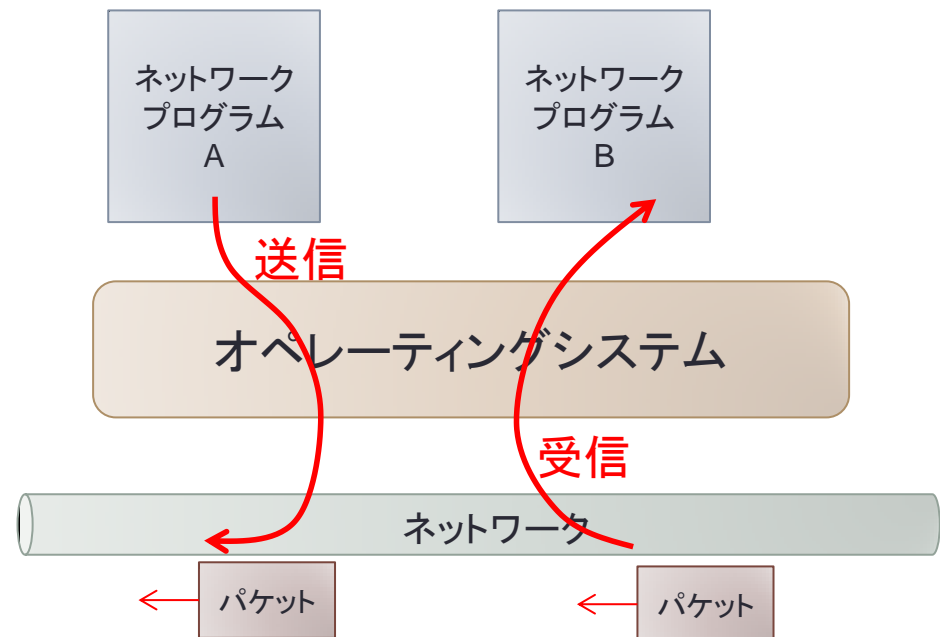 ネットワーク
プログラム
A
ネットワーク
プログラム
B
送信
オペレーティングシステム
受信
ネットワーク
パケット
パケット